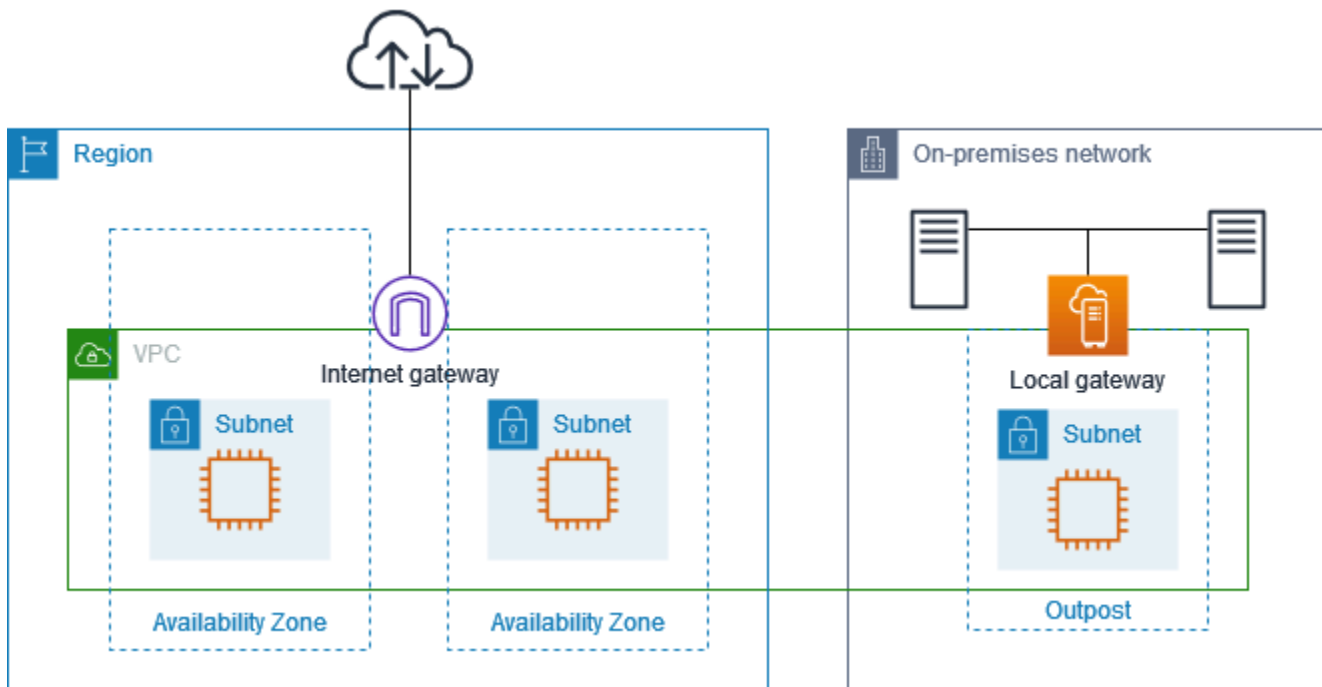 Region
On-premises network
VPC
Internet gateway
Local gateway
Subnet
Subnet
Subnet
Availability Zone
Availability Zone
Outpost